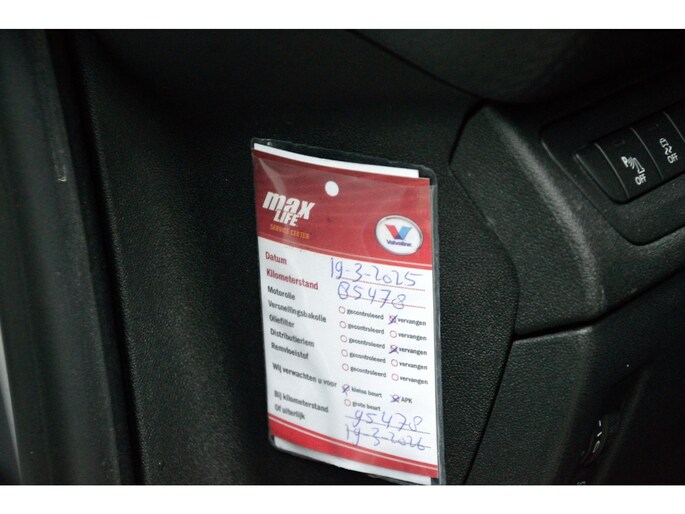 max
LIFE
SERVICE CENTER
Valvoline
Datum 19-3-2025
Kilometerstand 85478
Motorolie gecontroleerd vervangen
Versnellingsbakolie gecontroleerd vervangen
Oliefilter gecontroleerd vervangen
Distributieriem gecontroleerd vervangen
Remvloeistof
Wij verwachten u voor kleine beurt APK
grote beurt
Bij kilometerstand 95478
Of uiterlijk 19-3-2026
P OFF
OFF